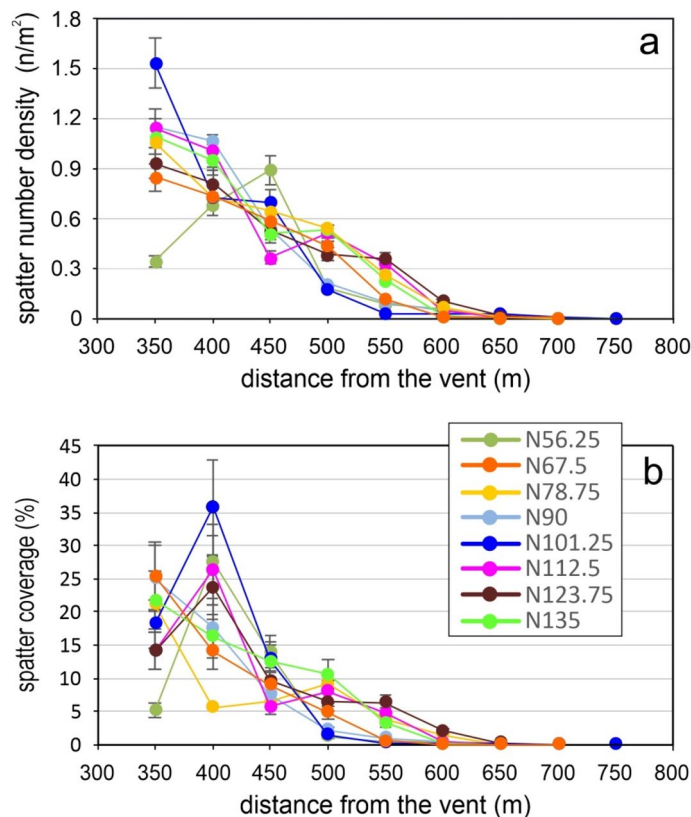 a
spatter number density (n/m²)
1.8
1.5
1.2
0.9
0.6
0.3
0
300 350 400 450 500 550 600 650 700 750 800
distance from the vent (m)
b
spatter coverage (%)
45
40
35
30
25
20
15
10
5
0
N56.25
N67.5
N78.75
N90
N101.25
N112.5
N123.75
N135
300 350 400 450 500 550 600 650 700 750 800
distance from the vent (m)